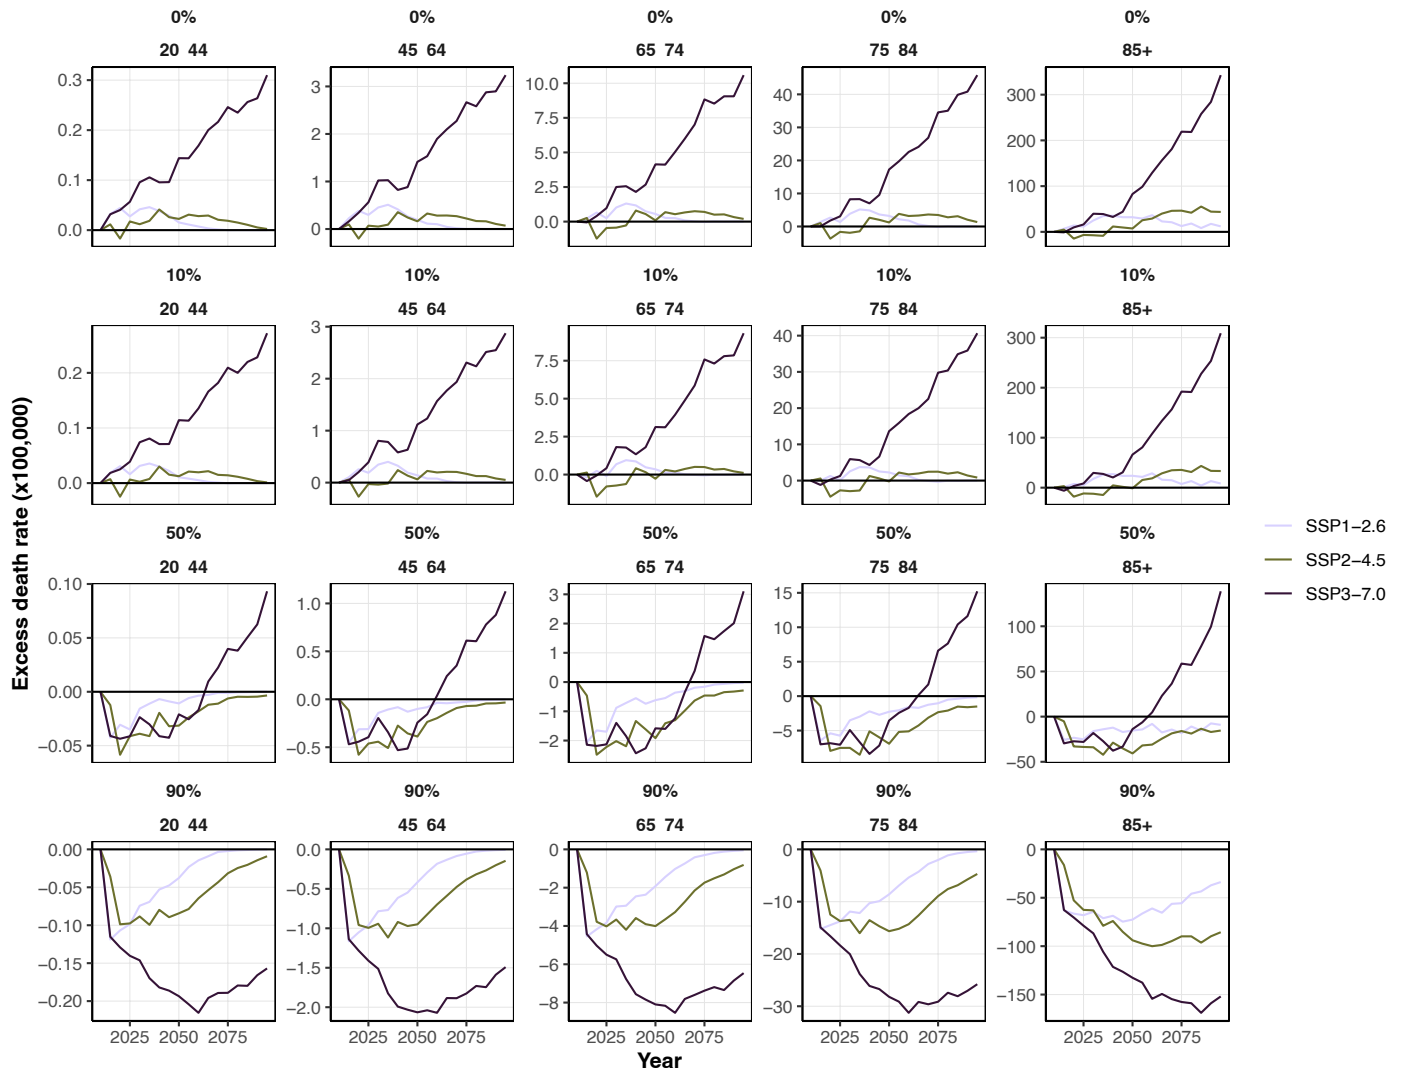 0% 0% 0% 0% 0%
20 44 45 64 65 74 75 84 85+
0.3 3 10.0 40 300
0.2 2 7.5 30 200
0.1 1 5.0 20 100
0.0 0 2.5 10 0
0.0 0
10% 10% 10% 10% 10%
20 44 45 64 65 74 75 84 85+
0.2 3 7.5 40 300
0.1 2 5.0 30 200
0.0 1 2.5 20 100
0 0.0 10 0
0
50% 50% 50% 50% 50%
20 44 45 64 65 74 75 84 85+
0.10 1.0 3 15 100
0.05 0.5 2 10 50
0.00 0.0 1 5 0
−0.05 −0.5 0 0 −50
−1 −5
−2
90% 90% 90% 90% 90%
20 44 45 64 65 74 75 84 85+
0.00 0.0 0 0 0
−0.05 −0.5 −2 −10 −50
−0.10 −1.0 −4 −20 −100
−0.15 −1.5 −6 −30 −150
−0.20 −2.0 −8
2025 2050 2075 2025 2050 2075 2025 2050 2075 2025 2050 2075 2025 2050 2075
Year
Excess death rate (x100,000)
SSP1−2.6
SSP2−4.5
SSP3−7.0